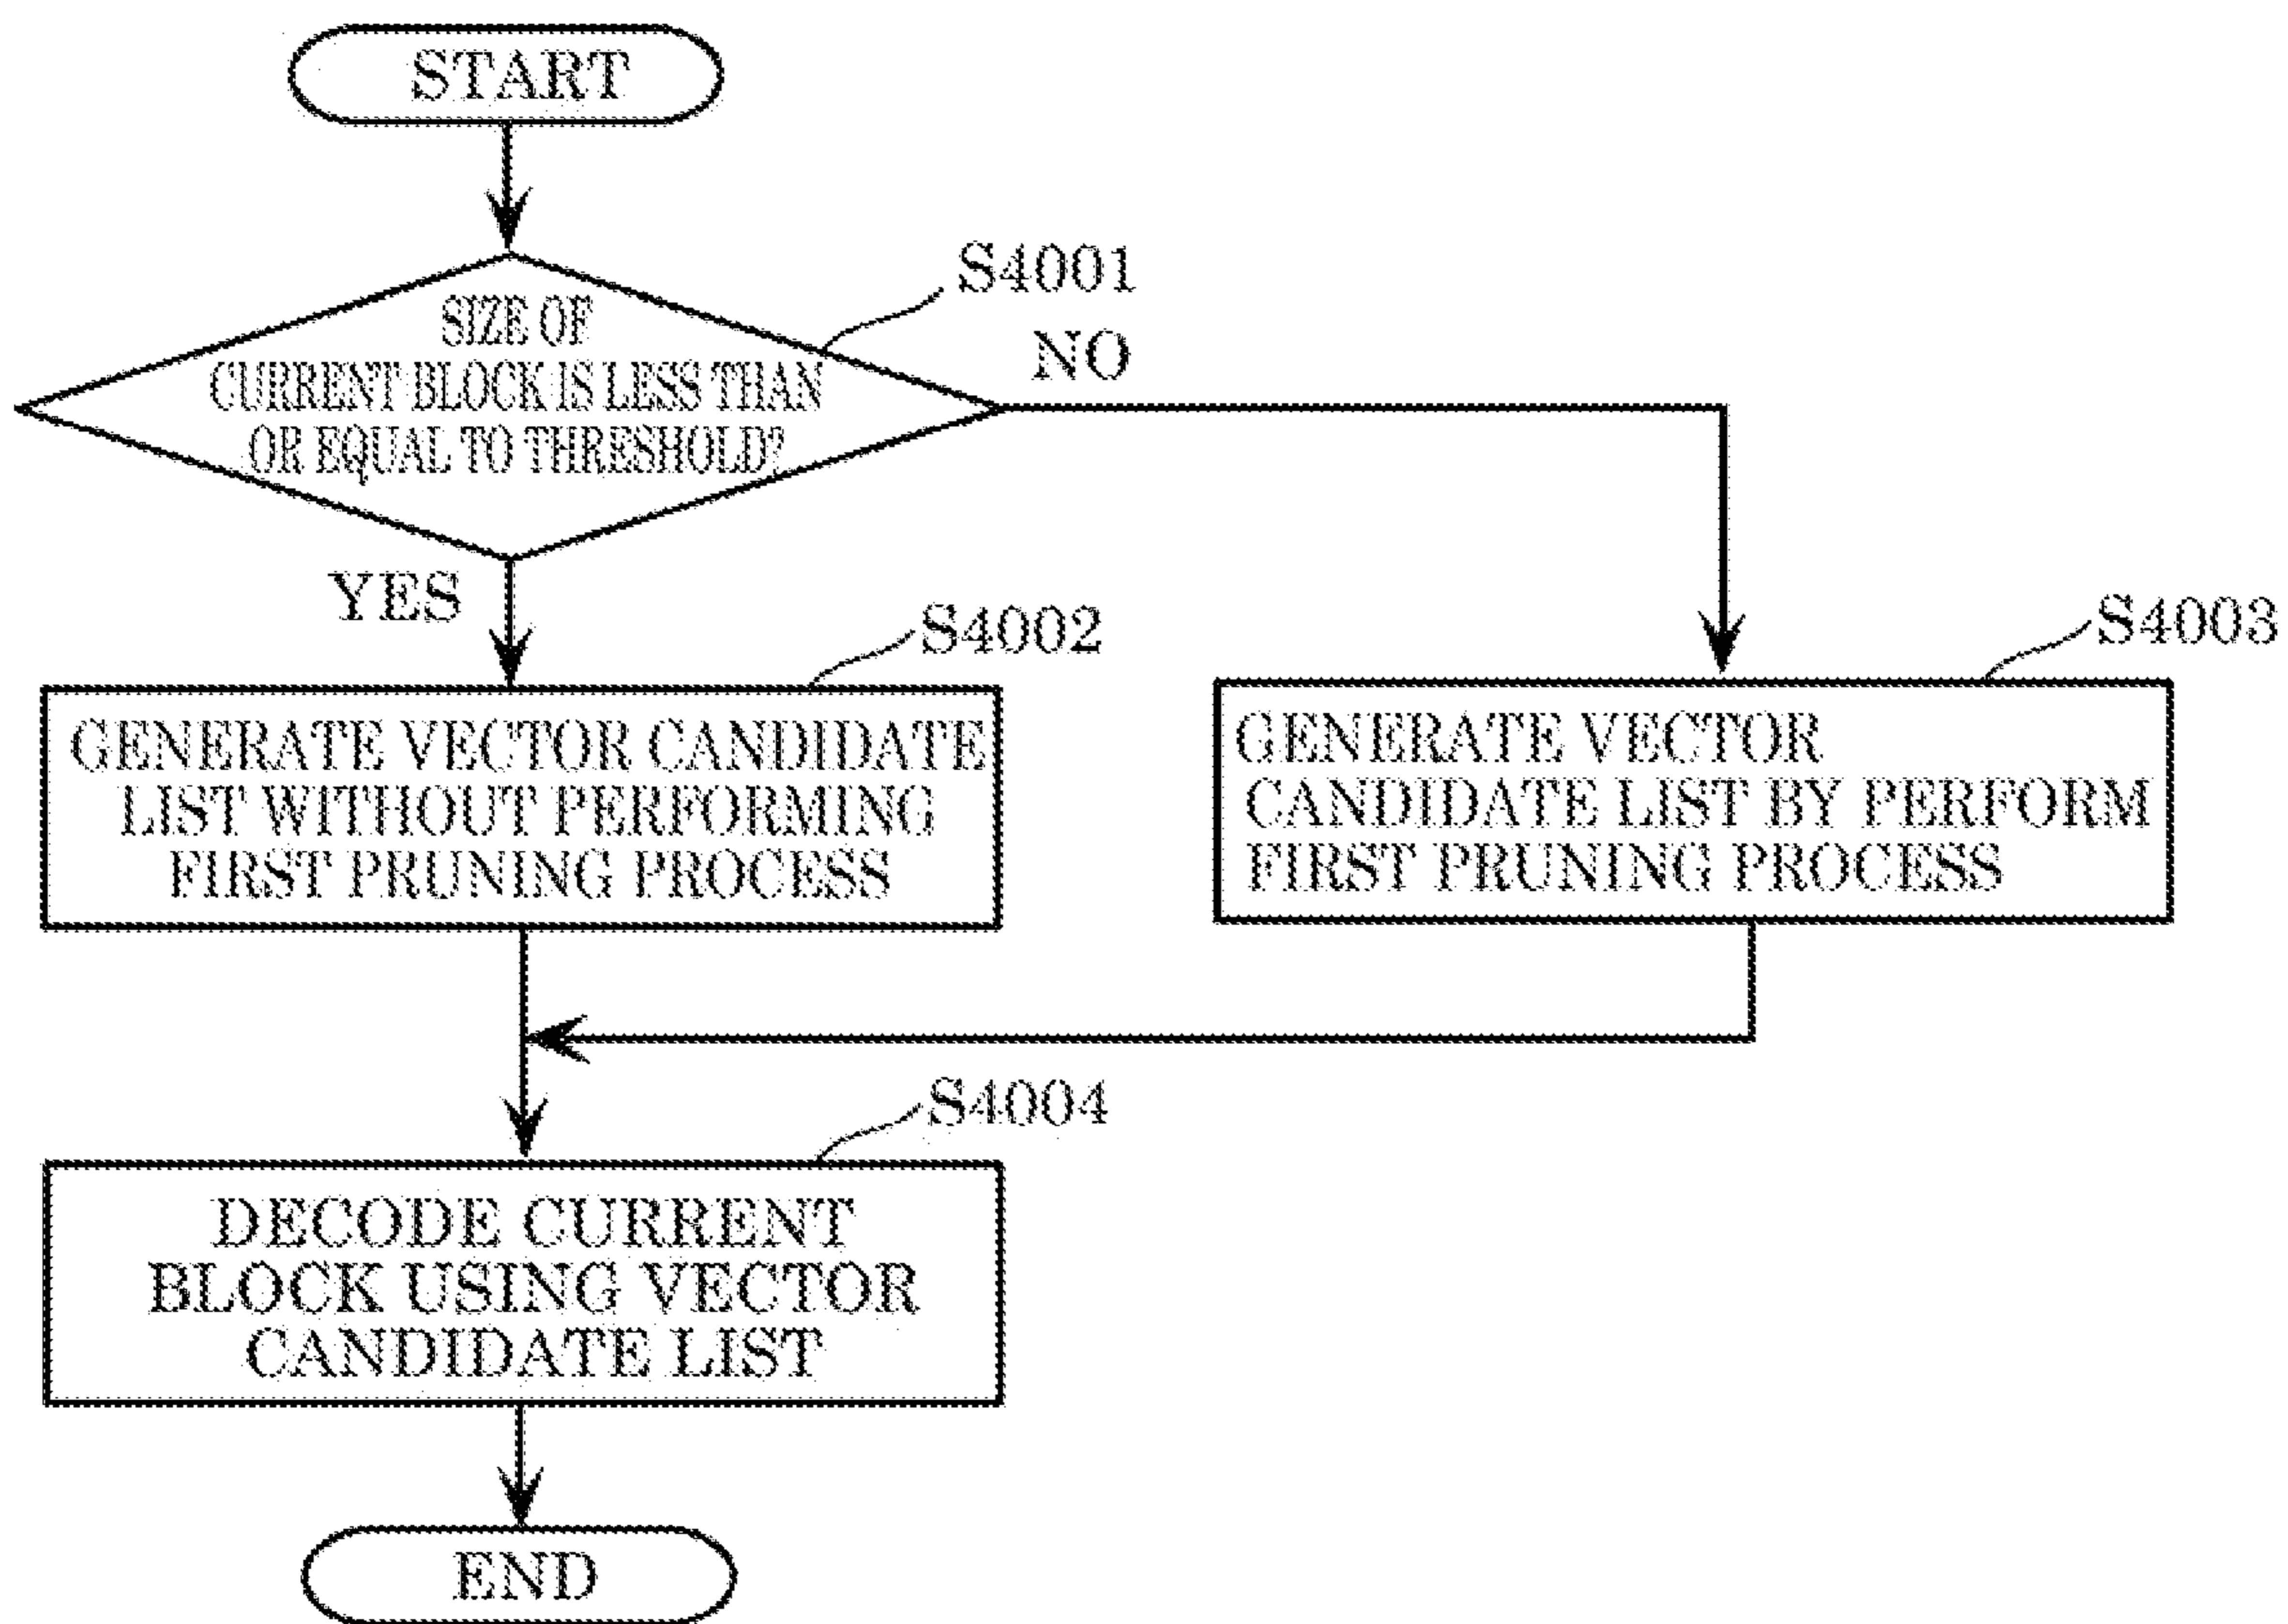 START
S4001
SIZE OF
CURRENT BLOCK IS LESS THAN
OR EQUAL TO THRESHOLD?
NO
YES
S4002
GENERATE VECTOR CANDIDATE
LIST WITHOUT PERFORMING
FIRST PRUNING PROCESS
S4003
GENERATE VECTOR
CANDIDATE LIST BY PERFORM
FIRST PRUNING PROCESS
S4004
DECODE CURRENT
BLOCK USING VECTOR
CANDIDATE LIST
END